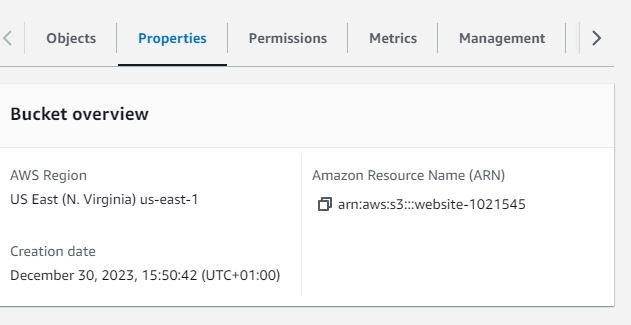 Objects Properties Permissions Metrics Management
Bucket overview
AWS Region
US East (N. Virginia) us-east-1
Creation date
December 30, 2023, 15:50:42 (UTC+01:00)
Amazon Resource Name (ARN)
arn:aws:s3:::website-1021545